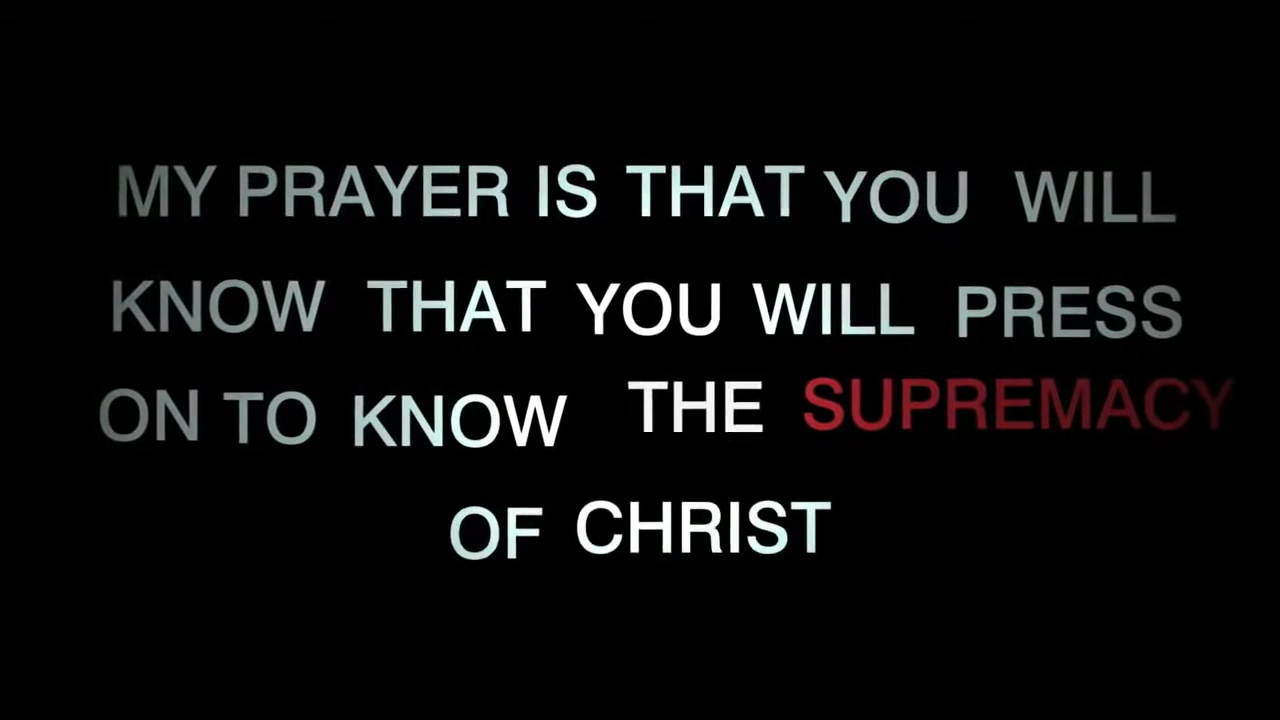 MY PRAYER IS THAT YOU WILL
KNOW THAT YOU WILL PRESS
ON TO KNOW THE SUPREMACY
OF CHRIST